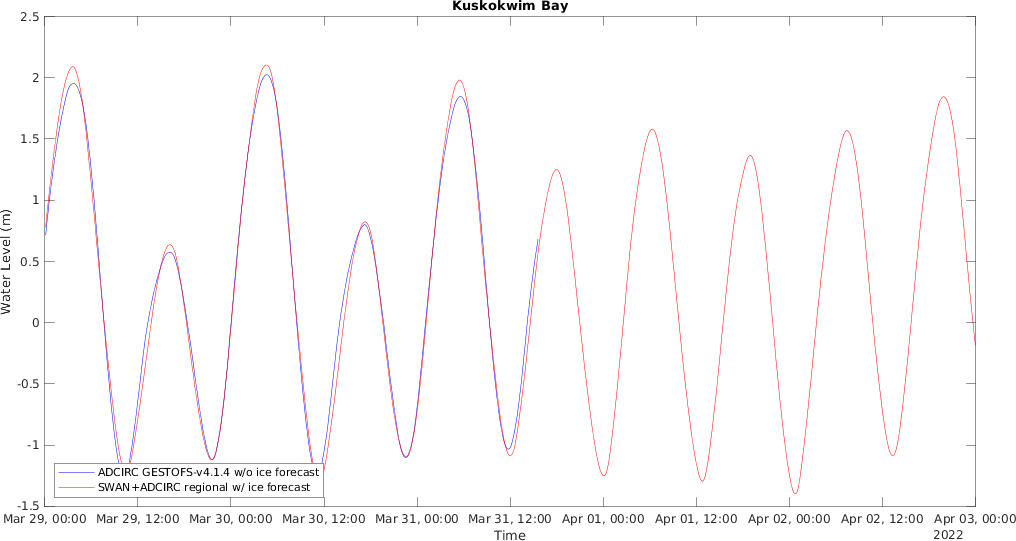 Kuskokwim Bay
2.5
2
1.5
1
0.5
0
-0.5
-1
-1.5
Water Level (m)
ADCIRC GESTOFS-v4.1.4 w/o ice forecast
SWAN+ADCIRC regional w/ ice forecast
Mar 29, 00:00 Mar 29, 12:00 Mar 30, 00:00 Mar 30, 12:00 Mar 31, 00:00 Mar 31, 12:00 Apr 01, 00:00 Apr 01, 12:00 Apr 02, 00:00 Apr 02, 12:00 Apr 03, 00:00
Time
2022